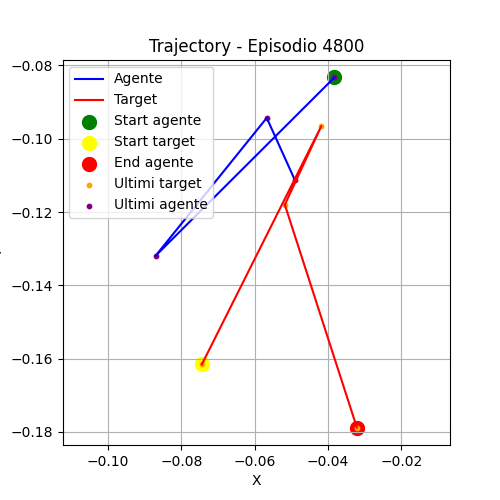 Trajectory - Episodio 4800
Agente
Target
Start agente
Start target
End agente
Ultimi target
Ultimi agente
−0.08
−0.10
−0.12
−0.14
−0.16
−0.18
−0.10
−0.08
−0.06
−0.04
−0.02
X